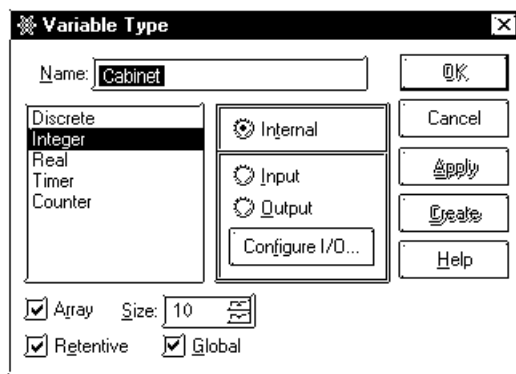 Variable Type
Name: Cabinet
OK
Discrete
Integer
Real
Timer
Counter
Internal
Input
Output
Configure I/O...
Cancel
Apply
Create
Help
Array Size: 10
Retentive Global